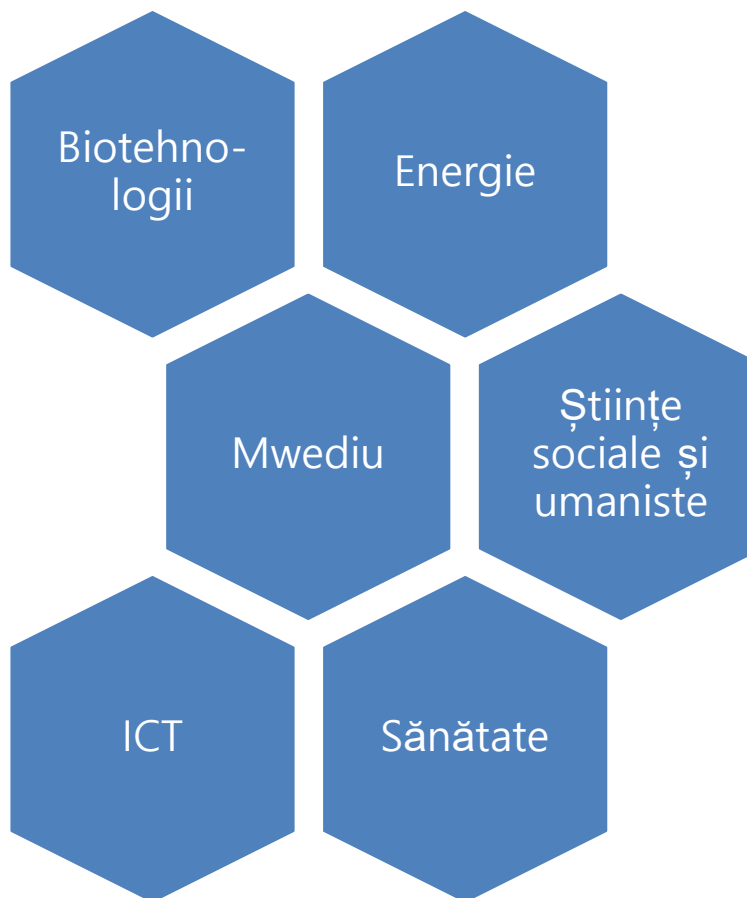 Biotehno-
logii
Energie
Mwediu
Științe
sociale și
umaniste
ICT
Sănătate